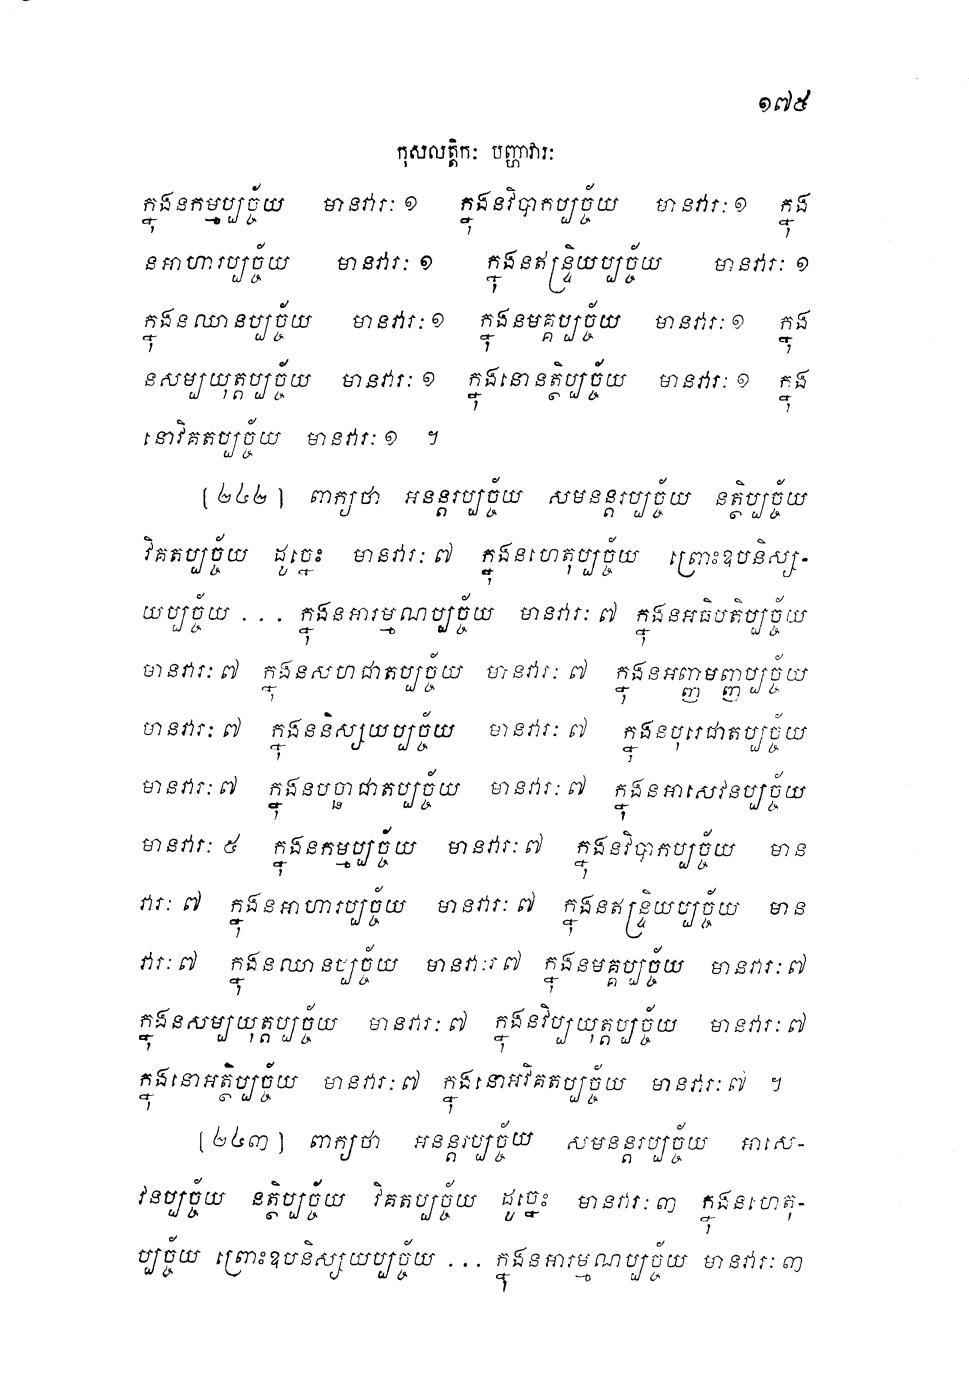 ១៧៥
កុសលត្តិកៈ បញ្ហាវារៈ
ក្នុងនកម្មប្បច្ច័យ មានវារៈ ១ ក្នុងនវិបាកប្បច្ច័យ មានវារៈ ១ ក្នុង
នអាហារប្បច្ច័យ មានវារៈ ១ ក្នុងនឥន្ទ្រិយប្បច្ច័យ មានវារៈ ១
ក្នុងនឈានប្បច្ច័យ មានវារៈ ១ ក្នុងនមគ្គប្បច្ច័យ មានវារៈ ១ ក្នុង
នសម្បយុត្តប្បច្ច័យ មានវារៈ ១ ក្នុងនោនត្ថិប្បច្ច័យ មានវារៈ ១ ក្នុង
នោវិគតប្បច្ច័យ មានវារៈ ១ ។
[២៤២] ពាក្យថា អនន្តរប្បច្ច័យ សមនន្តរប្បច្ច័យ នត្ថិប្បច្ច័យ
វិគតប្បច្ច័យ ដូច្នេះ មានវារៈ ៧ ក្នុងនហេតុប្បច្ច័យ ព្រោះឧបនិស្ស-
យប្បច្ច័យ . . . ក្នុងនអារម្មណប្បច្ច័យ មានវារៈ ៧ ក្នុងនអធិបតិប្បច្ច័យ
មានវារៈ ៧ ក្នុងនសហជាតប្បច្ច័យ មានវារៈ ៧ ក្នុងនអញ្ញាមញ្ញប្បច្ច័យ
មានវារៈ ៧ ក្នុងននិស្សយប្បច្ច័យ មានវារៈ ៧ ក្នុងនបុរេជាតប្បច្ច័យ
មានវារៈ ៧ ក្នុងនបច្ឆាជាតប្បច្ច័យ មានវារៈ ៧ ក្នុងនអាសេវនប្បច្ច័យ
មានវារៈ ៥ ក្នុងនកម្មប្បច្ច័យ មានវារៈ ៧ ក្នុងនវិបាកប្បច្ច័យ មាន
វារៈ ៧ ក្នុងនអាហារប្បច្ច័យ មានវារៈ ៧ ក្នុងនឥន្ទ្រិយប្បច្ច័យ មាន
វារៈ ៧ ក្នុងនឈានប្បច្ច័យ មានវាៈរ ៧ ក្នុងនមគ្គប្បច្ច័យ មានវារៈ ៧
ក្នុងនសម្បយុត្តប្បច្ច័យ មានវារៈ ៧ ក្នុងនវិប្បយុត្តប្បច្ច័យ មានវារៈ ៧
ក្នុងនោអត្ថិប្បច្ច័យ មានវារៈ ៧ ក្នុងនោអវិគតប្បច្ច័យ មានវារៈ ៧ ។
[២៤៣] ពាក្យថា អនន្តរប្បច្ច័យ សមនន្តរប្បច្ច័យ អាសេ-
វនប្បច្ច័យ នត្ថិប្បច្ច័យ វិគតប្បច្ច័យ ដូច្នេះ មានវារៈ ៣ ក្នុងនហេតុ-
ប្បច្ច័យ ព្រោះឧបនិស្សយប្បច្ច័យ . . . ក្នុងនអារម្មណប្បច្ច័យ មានវារៈ ៣